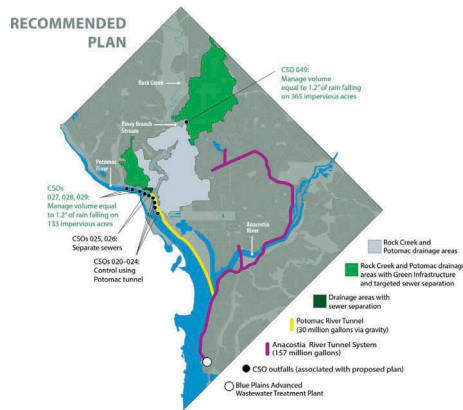 RECOMMENDED
PLAN
CSO 049:
Manage volume
equal to 1.2" of rain falling
on 365 impervious acres
Rock Creek
Piney Branch
Stream
Potomac
River
CSOs
027, 028, 029:
Manage volume
equal to 1.2" of rain falling
on 133 impervious acres
CSOs 025, 026:
Separate sewers
CSOs 020–024:
Control using
Potomac tunnel
Anacostia
River
Rock Creek and
Potomac drainage areas
Rock Creek and Potomac drainage
areas with Green Infrastructure
and targeted sewer separation
Drainage areas with
sewer separation
Potomac River Tunnel
(30 million gallons via gravity)
Anacostia River Tunnel System
(157 million gallons)
CSO outfalls (associated with proposed plan)
Blue Plains Advanced
Wastewater Treatment Plant